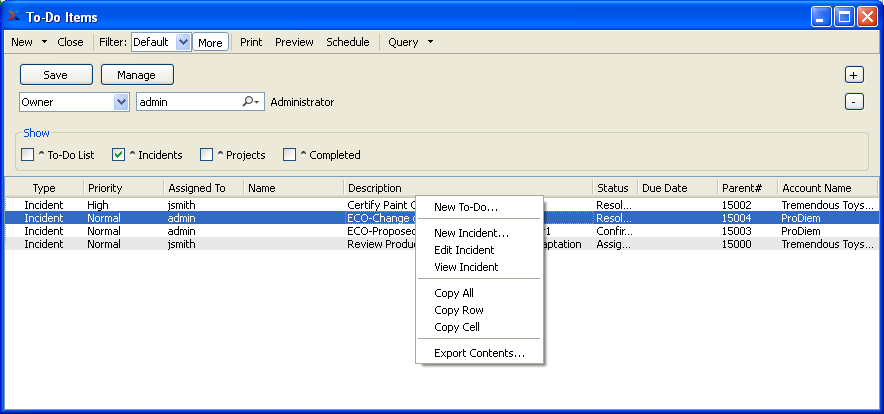 To-Do Items
New Close Filter: Default More Print Preview Schedule Query
Save Manage +
Owner admin Administrator -
Show
^ To-Do List ^ Incidents ^ Projects ^ Completed
Type Priority Assigned To Name Description Status Due Date Parent# Account Name
Incident High jsmith Certify Paint Resol... 15002 Tremendous Toys...
Incident Normal admin ECO-Change Resol... 15004 ProDiem
Incident Normal jsmith ECO-Proposed Confir... 15003 ProDiem
Incident Normal jsmith Review Assig... 15000 Tremendous Toys...
New To-Do...
New Incident...
Edit Incident
View Incident
Copy All
Copy Row
Copy Cell
Export Contents...